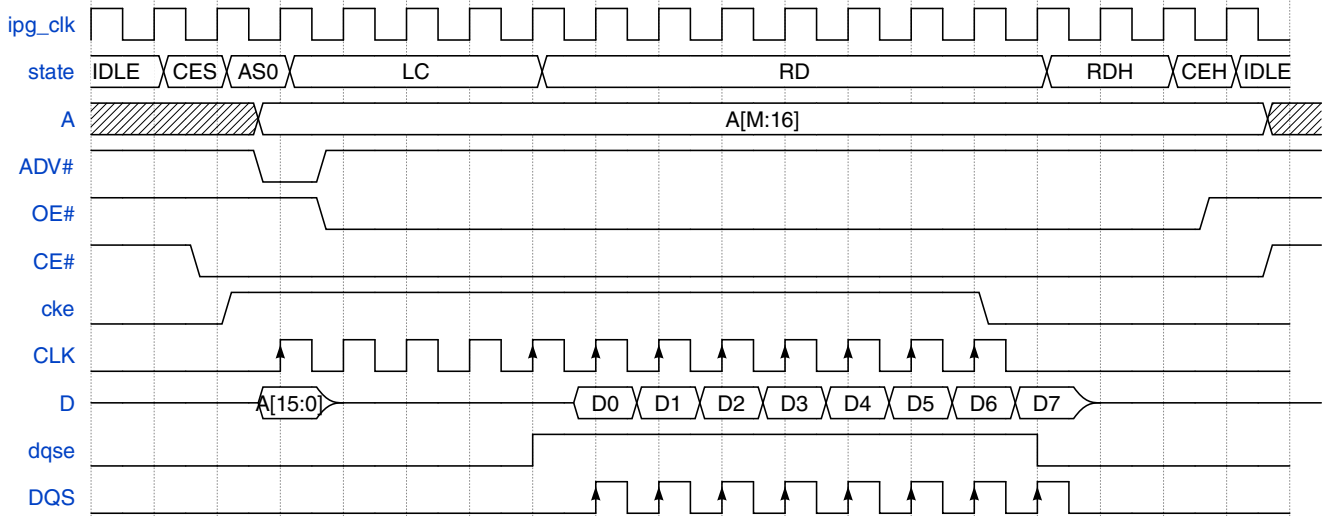 ipg_clk
state IDLE CES AS0 LC RD RDH CEH IDLE
A A[M:16]
ADV#
OE#
CE#
cke
CLK
D A[15:0] D0 D1 D2 D3 D4 D5 D6 D7
dqse
DQS